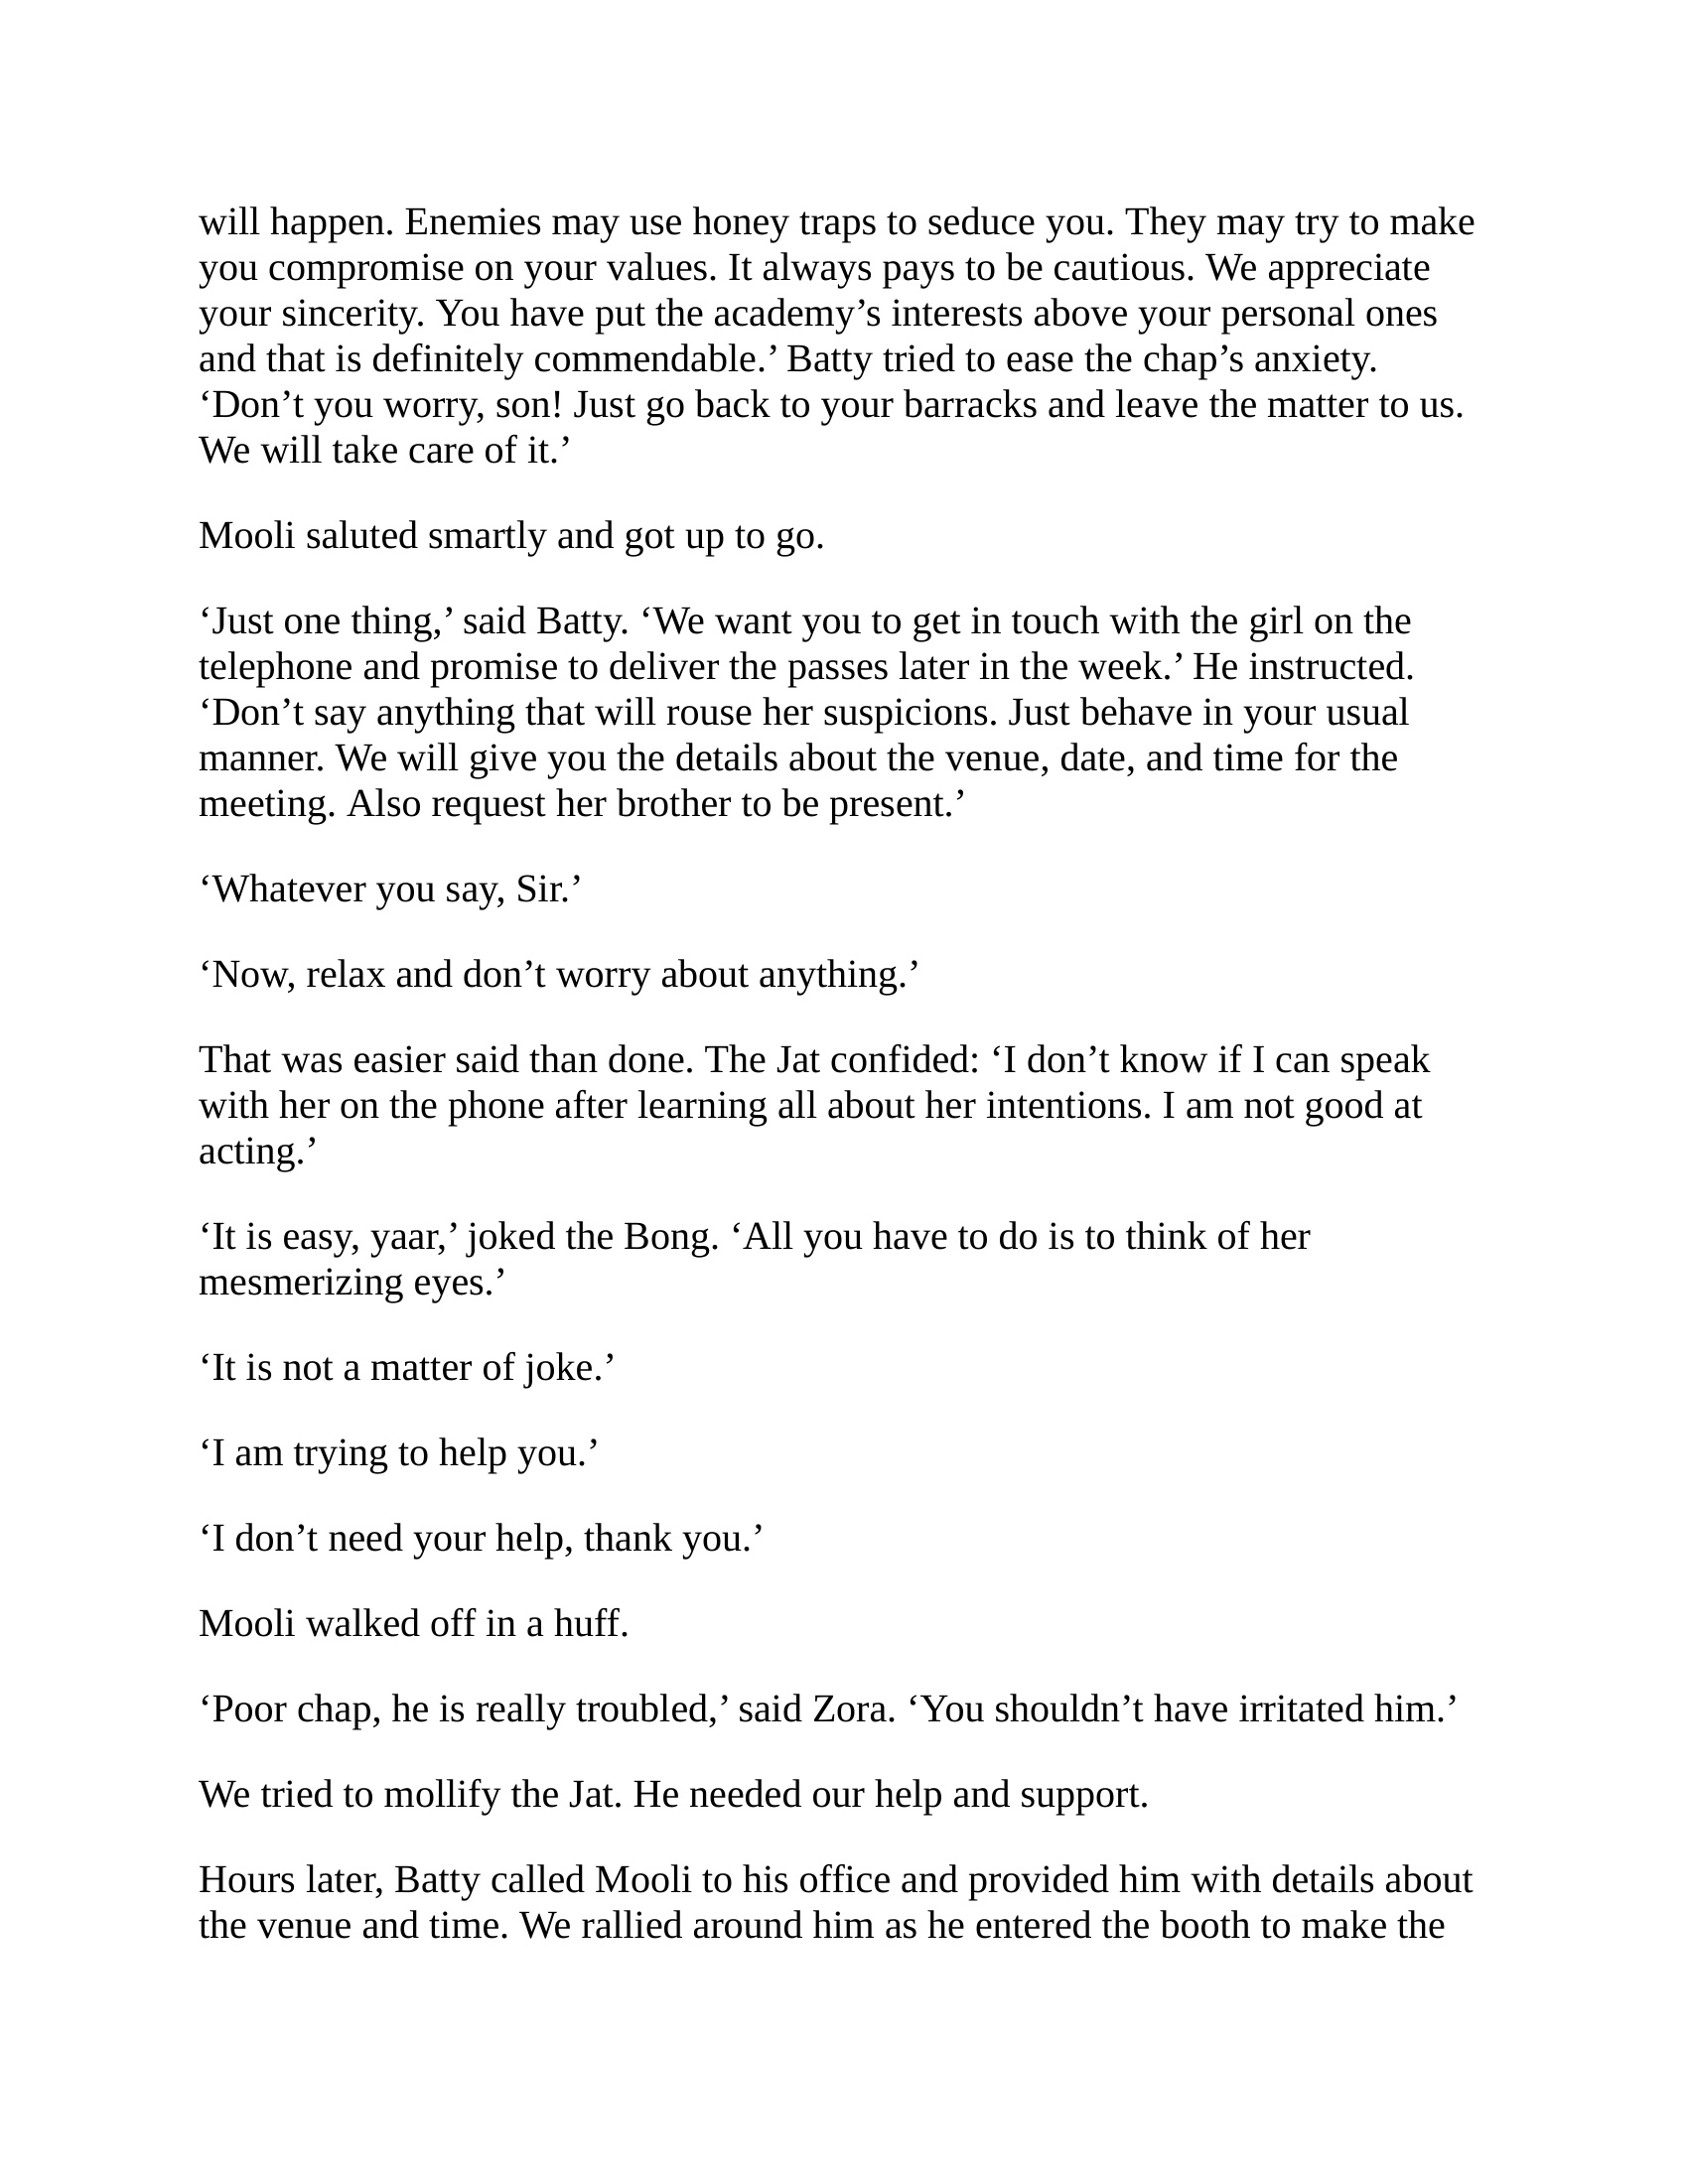 will happen. Enemies may use honey traps to seduce you. They may try to make
you compromise on your values. It always pays to be cautious. We appreciate
your sincerity. You have put the academy’s interests above your personal ones
and that is definitely commendable.’ Batty tried to ease the chap’s anxiety.
‘Don’t you worry, son! Just go back to your barracks and leave the matter to us.
We will take care of it.’
Mooli saluted smartly and got up to go.
‘Just one thing,’ said Batty. ‘We want you to get in touch with the girl on the
telephone and promise to deliver the passes later in the week.’ He instructed.
‘Don’t say anything that will rouse her suspicions. Just behave in your usual
manner. We will give you the details about the venue, date, and time for the
meeting. Also request her brother to be present.’
‘Whatever you say, Sir.’
‘Now, relax and don’t worry about anything.’
That was easier said than done. The Jat confided: ‘I don’t know if I can speak
with her on the phone after learning all about her intentions. I am not good at
acting.’
‘It is easy, yaar,’ joked the Bong. ‘All you have to do is to think of her
mesmerizing eyes.’
‘It is not a matter of joke.’
‘I am trying to help you.’
‘I don’t need your help, thank you.’
Mooli walked off in a huff.
‘Poor chap, he is really troubled,’ said Zora. ‘You shouldn’t have irritated him.’
We tried to mollify the Jat. He needed our help and support.
Hours later, Batty called Mooli to his office and provided him with details about
the venue and time. We rallied around him as he entered the booth to make the